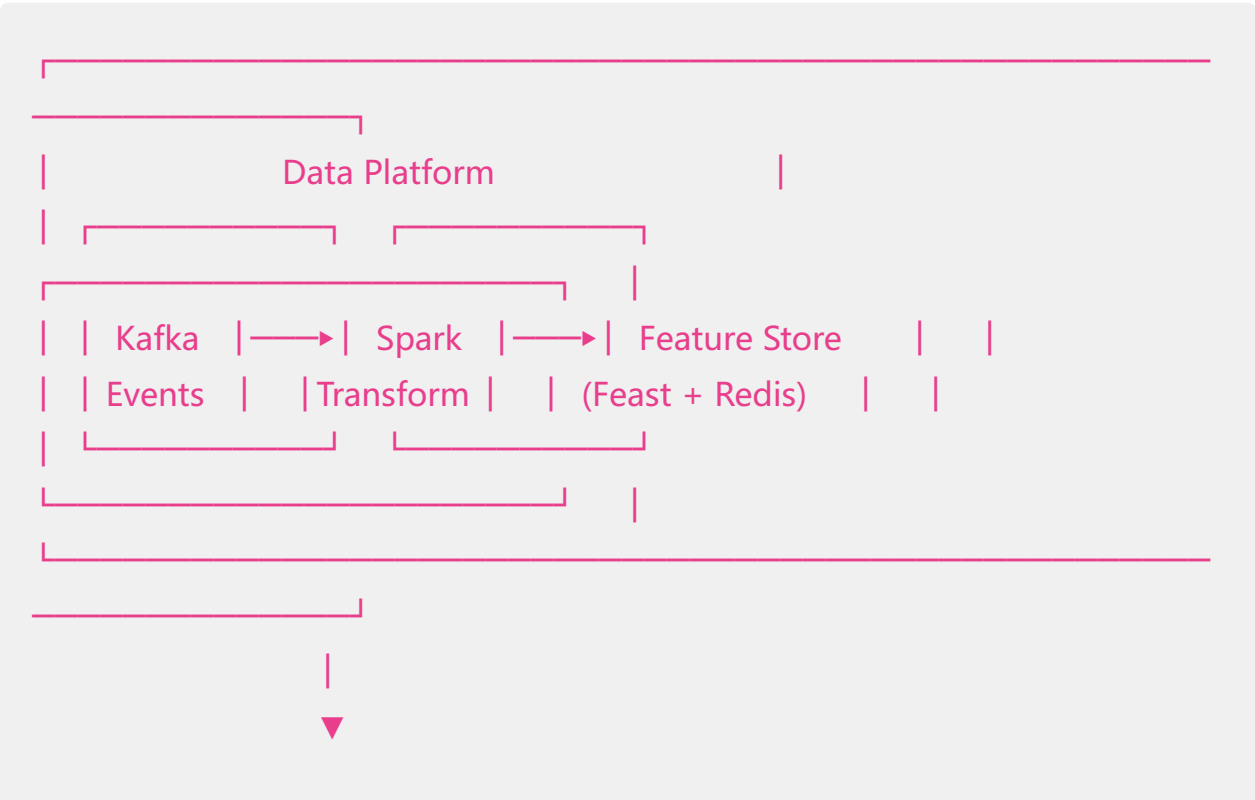 ┌────────────────────────────────────────────────────
───────────────┐
│ Data Platform │
│ ┌───────────┐ ┌───────────┐
┌───────────────────────┐ │
│ │ Kafka │───▶│ Spark │───▶│ Feature Store │ │
│ │ Events │ │Transform │ │ (Feast + Redis) │ │
│ └───────────┘ └───────────┘
└───────────────────────┘ │
└────────────────────────────────────────────────────
───────────────┘
│
▼